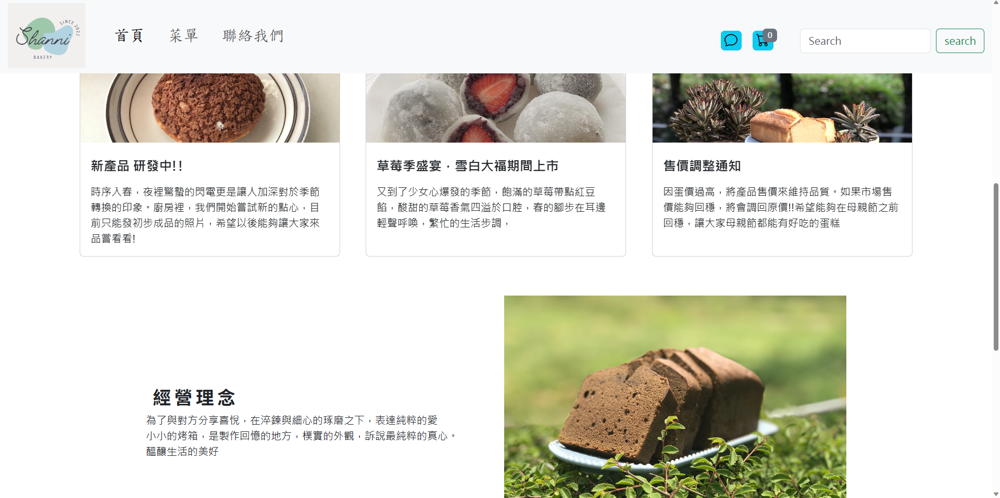 Shanni
SINCE 2022
BAKERY
首頁
菜單
聯絡我們
0
Search
search
新產品 研發中!!
時序入春，夜裡驚蟄的閃電更是讓人加深對於季節
轉換的印象。廚房裡，我們開始嘗試新的點心，目
前只能發初步成品的照片，希望以後能夠讓大家來
品嘗看看!
草莓季盛宴，雪白大福期間上市
又到了少女心爆發的季節，飽滿的草莓帶點紅豆
餡，酸甜的草莓香氣四溢於口腔，春的腳步在耳邊
輕聲呼喚，繁忙的生活步調，
售價調整通知
因蛋價過高，將產品售價來維持品質。如果市場售
價能夠回穩，將會調回原價!!希望能夠在母親節之前
回穩，讓大家母親節都能有好吃的蛋糕
經營理念
為了與對方分享喜悅，在淬鍊與細心的琢磨之下，表達純粹的愛
小小的烤箱，是製作回憶的地方，樸實的外觀，訴說最純粹的真心。
醞釀生活的美好